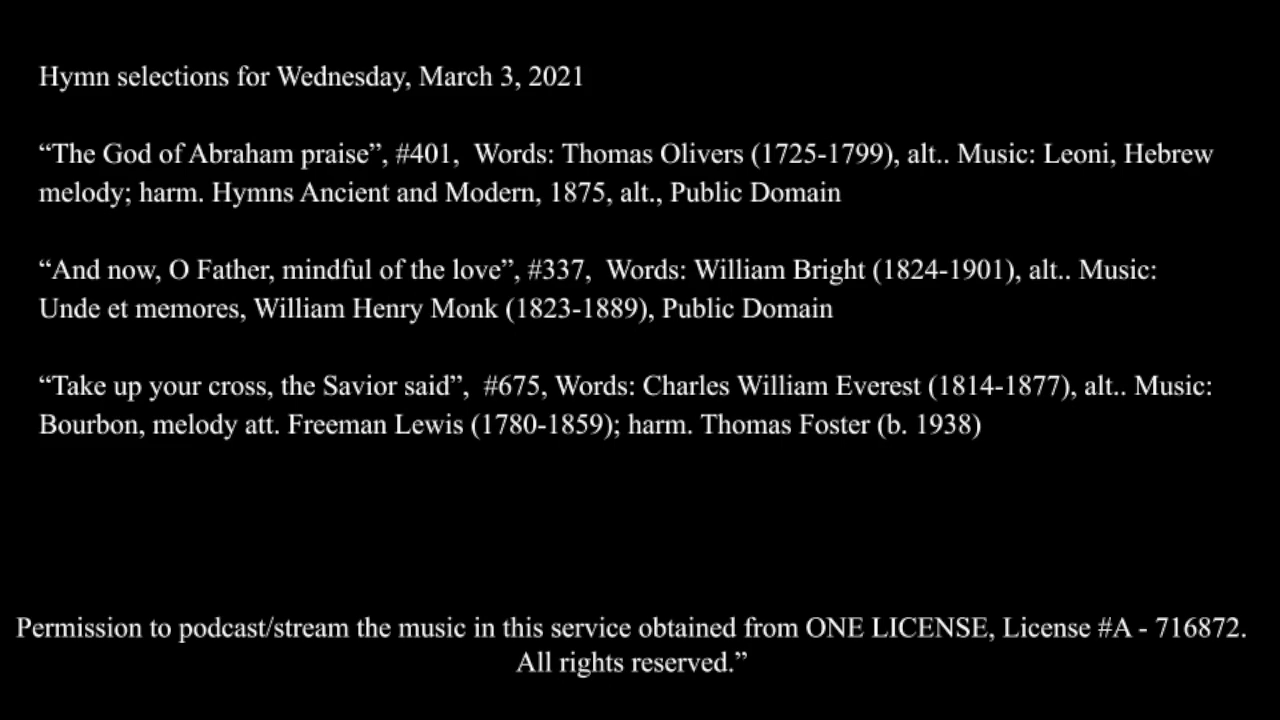 Hymn selections for Wednesday, March 3, 2021
“The God of Abraham praise”, #401,  Words: Thomas Olivers (1725-1799), alt.. Music: Leoni, Hebrew
melody; harm. Hymns Ancient and Modern, 1875, alt., Public Domain
“And now, O Father, mindful of the love”, #337,  Words: William Bright (1824-1901), alt.. Music:
Unde et memores, William Henry Monk (1823-1889), Public Domain
“Take up your cross, the Savior said”,  #675, Words: Charles William Everest (1814-1877), alt.. Music:
Bourbon, melody att. Freeman Lewis (1780-1859); harm. Thomas Foster (b. 1938)
Permission to podcast/stream the music in this service obtained from ONE LICENSE, License #A - 716872.
All rights reserved.”